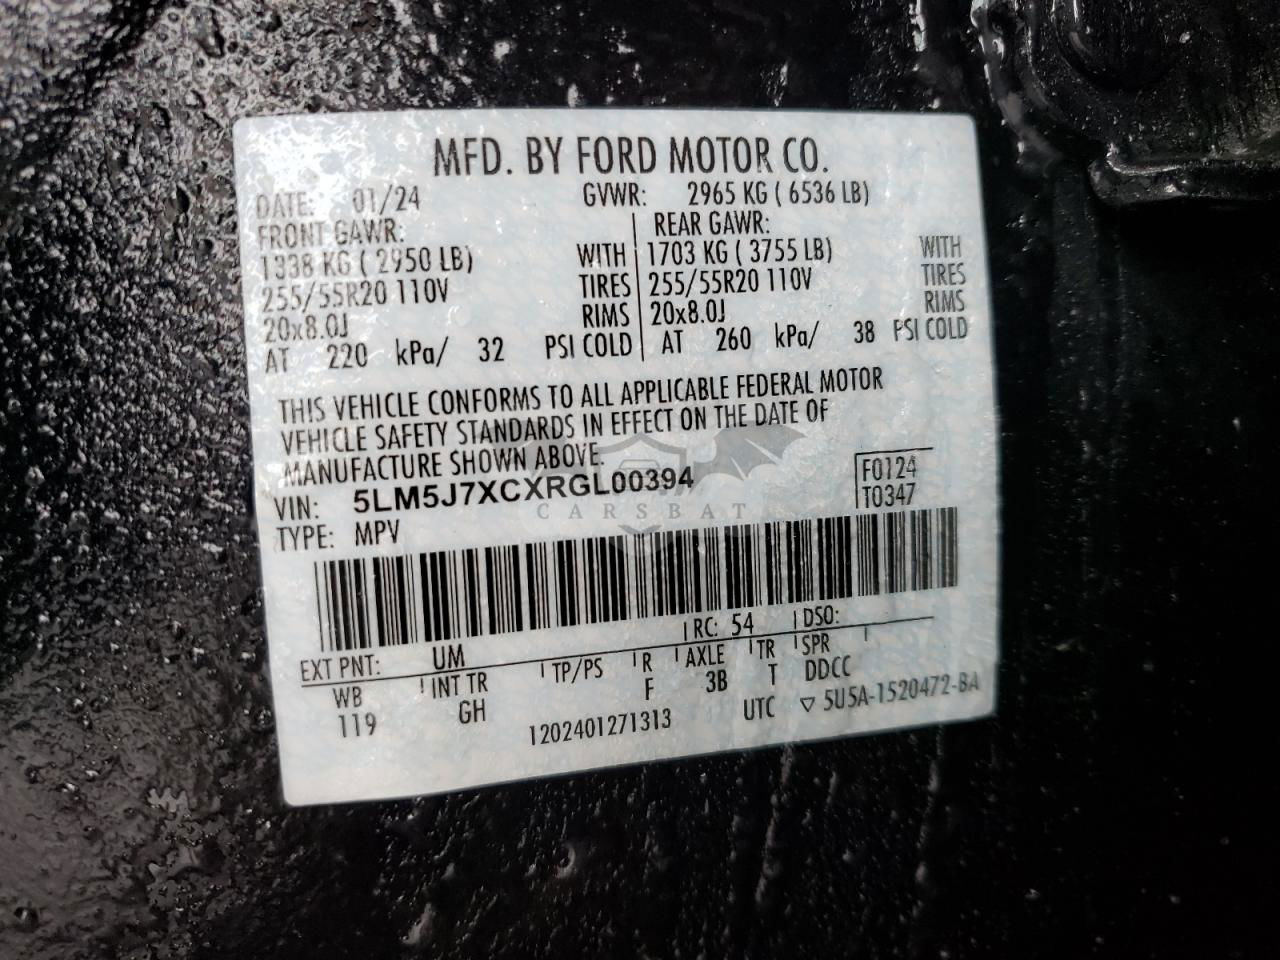 MFD. BY FORD MOTOR CO.
DATE: 01/24 GVWR: 2965 KG ( 6536 LB)
FRONT GAWR: REAR GAWR:
1338 KG ( 2950 LB) WITH 1703 KG ( 3755 LB) WITH
255/55R20 110V TIRES 255/55R20 110V TIRES
20x8.0J RIMS 20x8.0J RIMS
AT 220 kPa/ 32 PSI COLD AT 260 kPa/ 38 PSI COLD
THIS VEHICLE CONFORMS TO ALL APPLICABLE FEDERAL MOTOR
VEHICLE SAFETY STANDARDS IN EFFECT ON THE DATE OF
MANUFACTURE SHOWN ABOVE.
F0124
VIN: 5LM5J7XCXRGL00394
T0347
CARSBAT
TYPE: MPV
RC: 54 DSO:
EXT PNT: UM
WB INT TR TP/PS R AXLE TR SPR
119 GH F 3B T DDCC
1202401271313 UTC ▽ 5U5A-1520472-BA